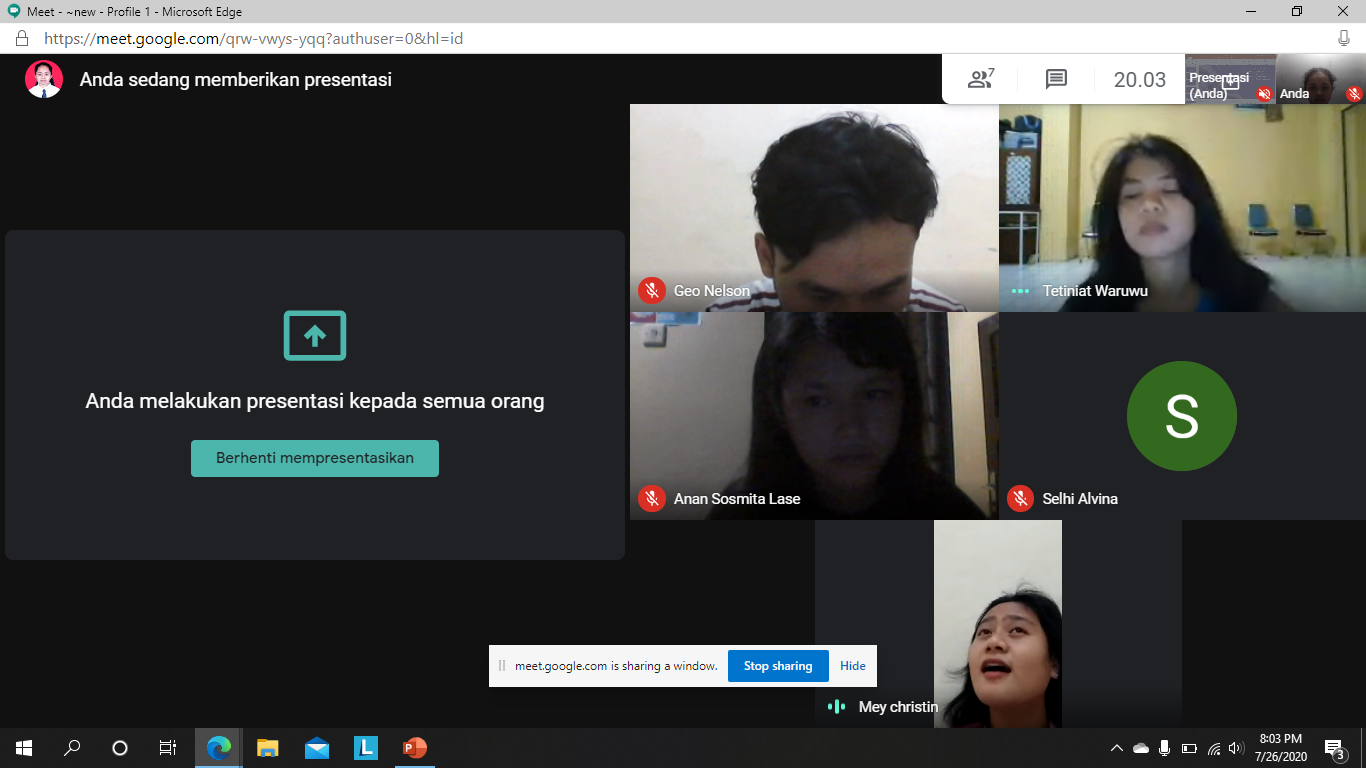 Meet - ~new - Profile 1 - Microsoft Edge
https://meet.google.com/qrw-vwys-yqq?authuser=0&hl=id
Anda sedang memberikan presentasi
7
20.03
Presentasi
(Anda)
Anda
Geo Nelson
Tetiniat Waruwu
Anda melakukan presentasi kepada semua orang
Berhenti mempresentasikan
Anan Sosmita Lase
S
Selhi Alvina
meet.google.com is sharing a window.
Stop sharing
Hide
Mey christin
L
P
8:03 PM
7/26/2020
3